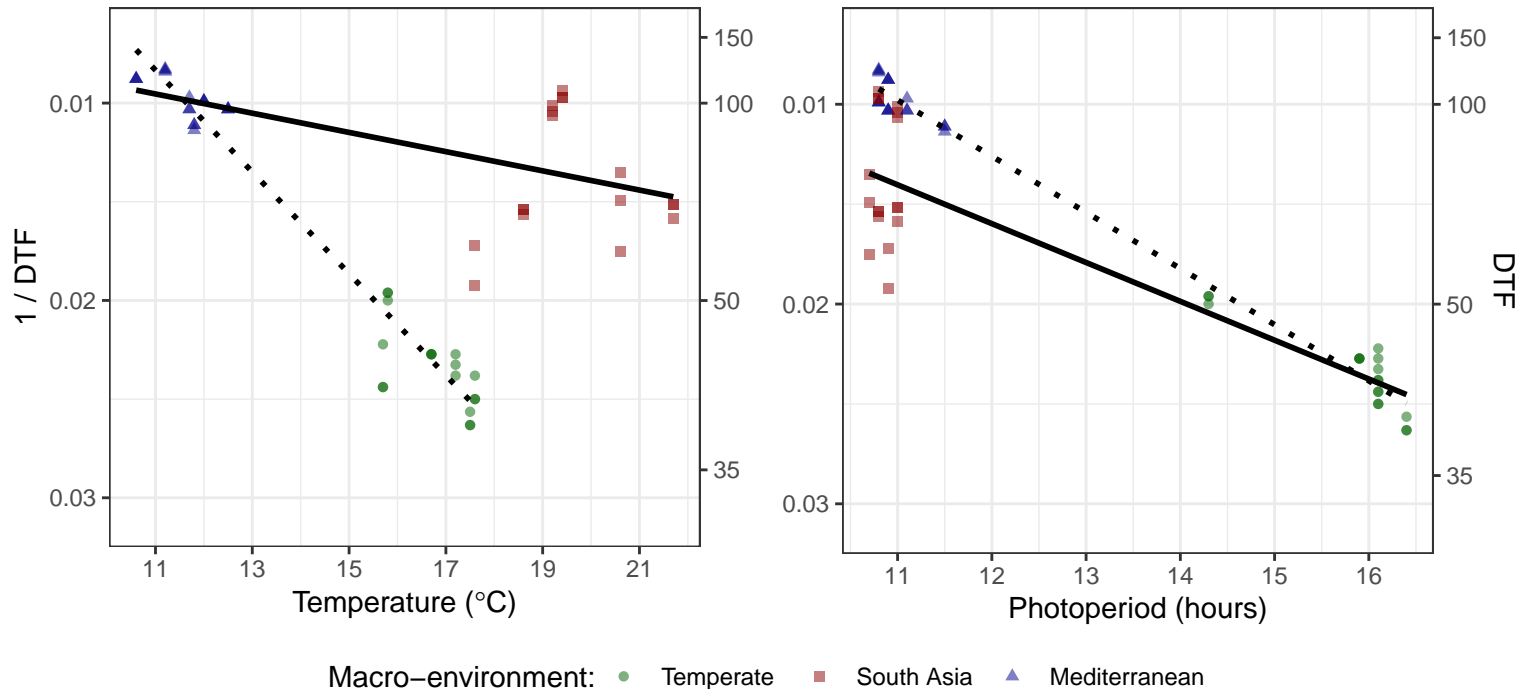 1 / DTF
0.01
0.02
0.03
150
100
50
35
11 13 15 17 19 21
Temperature (°C)
0.01
0.02
0.03
150
100
50
35
DTF
11 12 13 14 15 16
Photoperiod (hours)
Macro−environment: Temperate South Asia Mediterranean